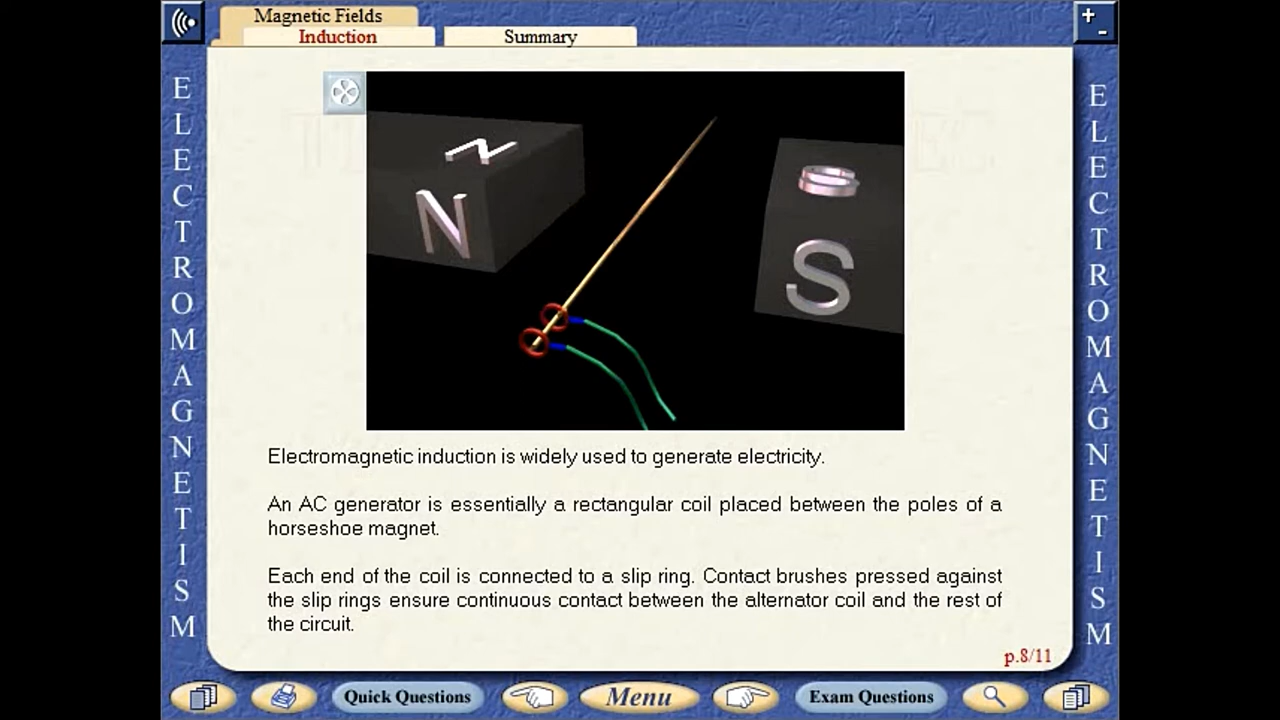 Magnetic Fields
Induction
Summary
+
-
ELECTROMAGNETISM
N
N
S
S
ELECTROMAGNETISM
Electromagnetic induction is widely used to generate electricity.
An AC generator is essentially a rectangular coil placed between the poles of a
horseshoe magnet.
Each end of the coil is connected to a slip ring. Contact brushes pressed against
the slip rings ensure continuous contact between the alternator coil and the rest of
the circuit.
p.8/11
Quick Questions
Menu
Exam Questions